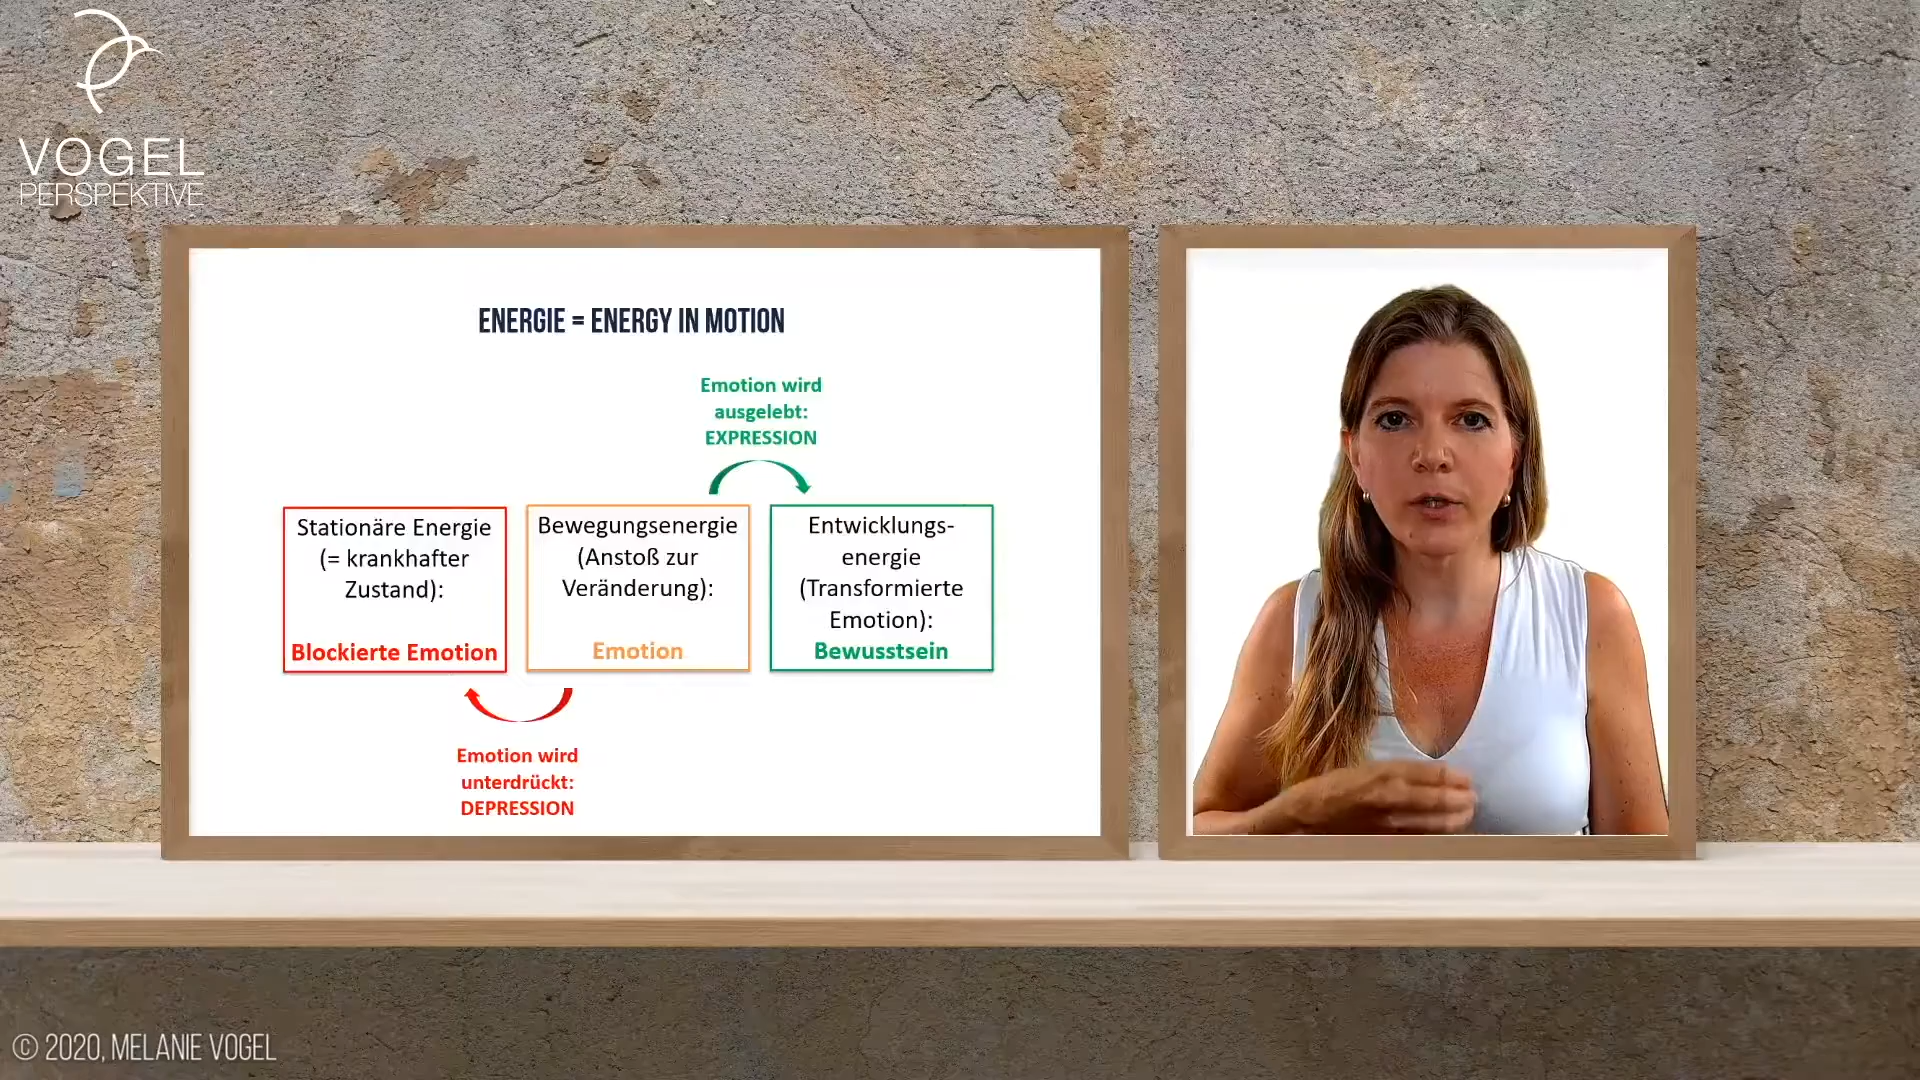 VOGEL
PERSPEKTIVE
ENERGIE = ENERGY IN MOTION
Emotion wird
ausgelebt:
EXPRESSION
Stationäre Energie
(= krankhafter
Zustand):
Blockierte Emotion
Bewegungsenergie
(Anstoß zur
Veränderung):
Emotion
Entwicklungs-
energie
(Transformierte
Emotion):
Bewusstsein
Emotion wird
unterdrückt:
DEPRESSION
© 2020, MELANIE VOGEL